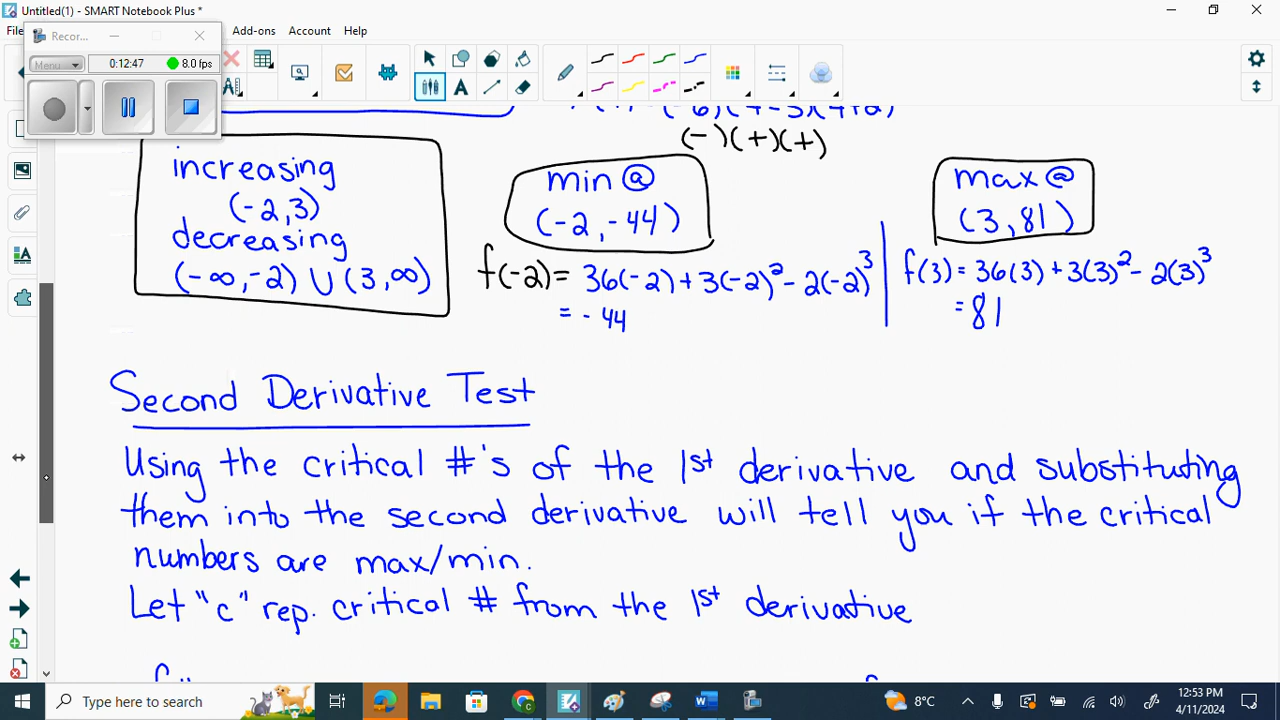 Untitled(1) - SMART Notebook Plus *
Recor...
File
Add-ons Account Help
Menu
0:12:47
8.0 fps
(-)(+)(+)
increasing
(-2,3)
decreasing
(-∞,-2) ∪ (3,∞)
min @
(-2,-44)
f(-2) = 36(-2) + 3(-2)² - 2(-2)³
= -44
max @
(3,81)
f(3) = 36(3) + 3(3)² - 2(3)³
= 81
Second Derivative Test
Using the critical #'s of the 1st derivative and substituting
them into the second derivative will tell you if the critical
numbers are max/min.
Let "c" rep. critical # from the 1st derivative
Type here to search
8°C
12:53 PM
4/11/2024